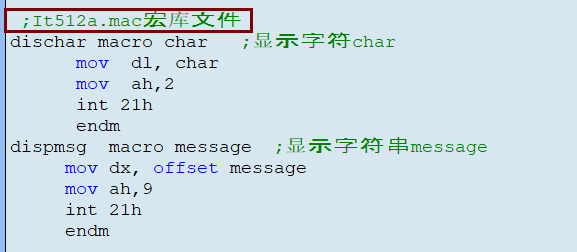 ;It512a.mac宏库文件
dischar macro char ;显示字符char
mov dl, char
mov ah,2
int 21h
endm
dispmsg macro message ;显示字符串message
mov dx, offset message
mov ah,9
int 21h
endm